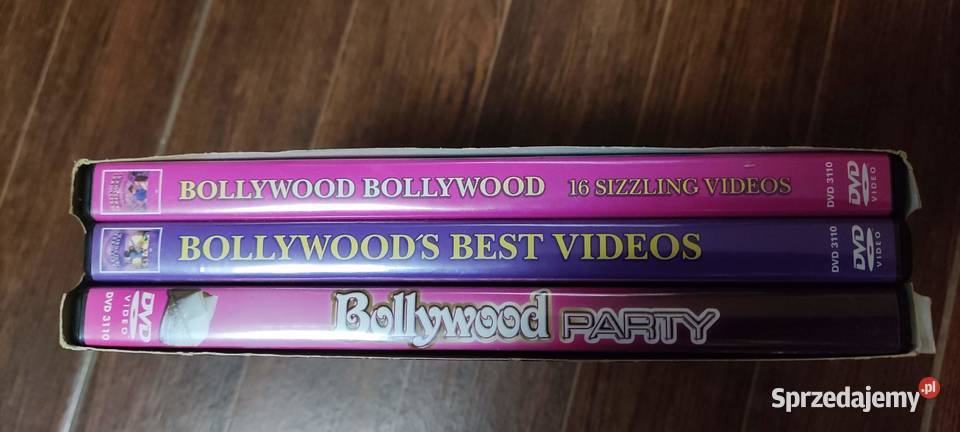 BOLLYWOOD BOLLYWOOD 16 SIZZLING VIDEOS DVD 3110 DVD VIDEO
BOLLYWOOD'S BEST VIDEOS DVD 3110 DVD VIDEO
DVD 3110 DVD VIDEO Bollywood PARTY
Sprzedajemy.pl